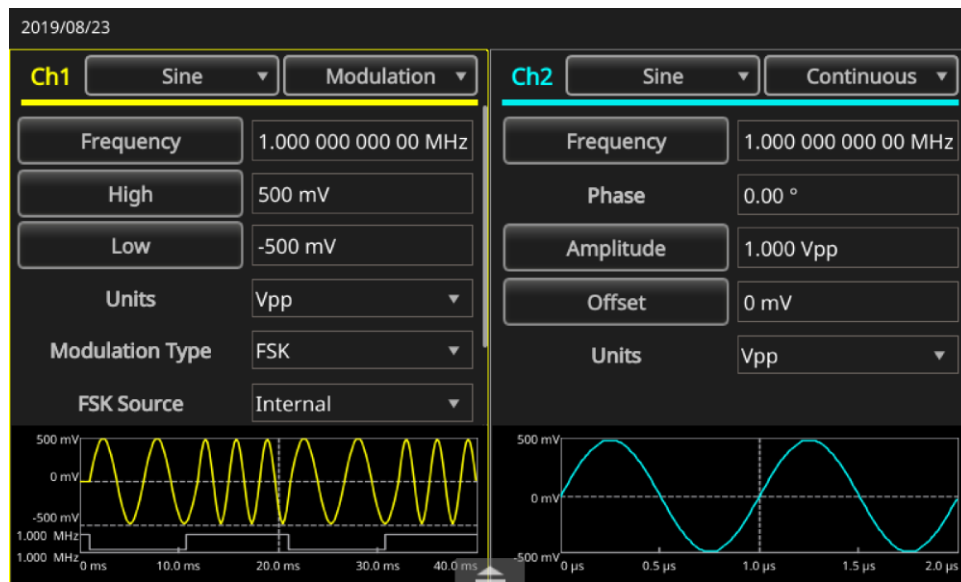 2019/08/23
Ch1 Sine Modulation
Frequency 1.000 000 000 00 MHz
High 500 mV
Low -500 mV
Units Vpp
Modulation Type FSK
FSK Source Internal
500 mV
0 mV
-500 mV
1.000 MHz
1.000 MHz
0 ms 10.0 ms 20.0 ms 30.0 ms 40.0 ms
Ch2 Sine Continuous
Frequency 1.000 000 000 00 MHz
Phase 0.00 °
Amplitude 1.000 Vpp
Offset 0 mV
Units Vpp
500 mV
0 mV
-500 mV
0 µs 0.5 µs 1.0 µs 1.5 µs 2.0 µs